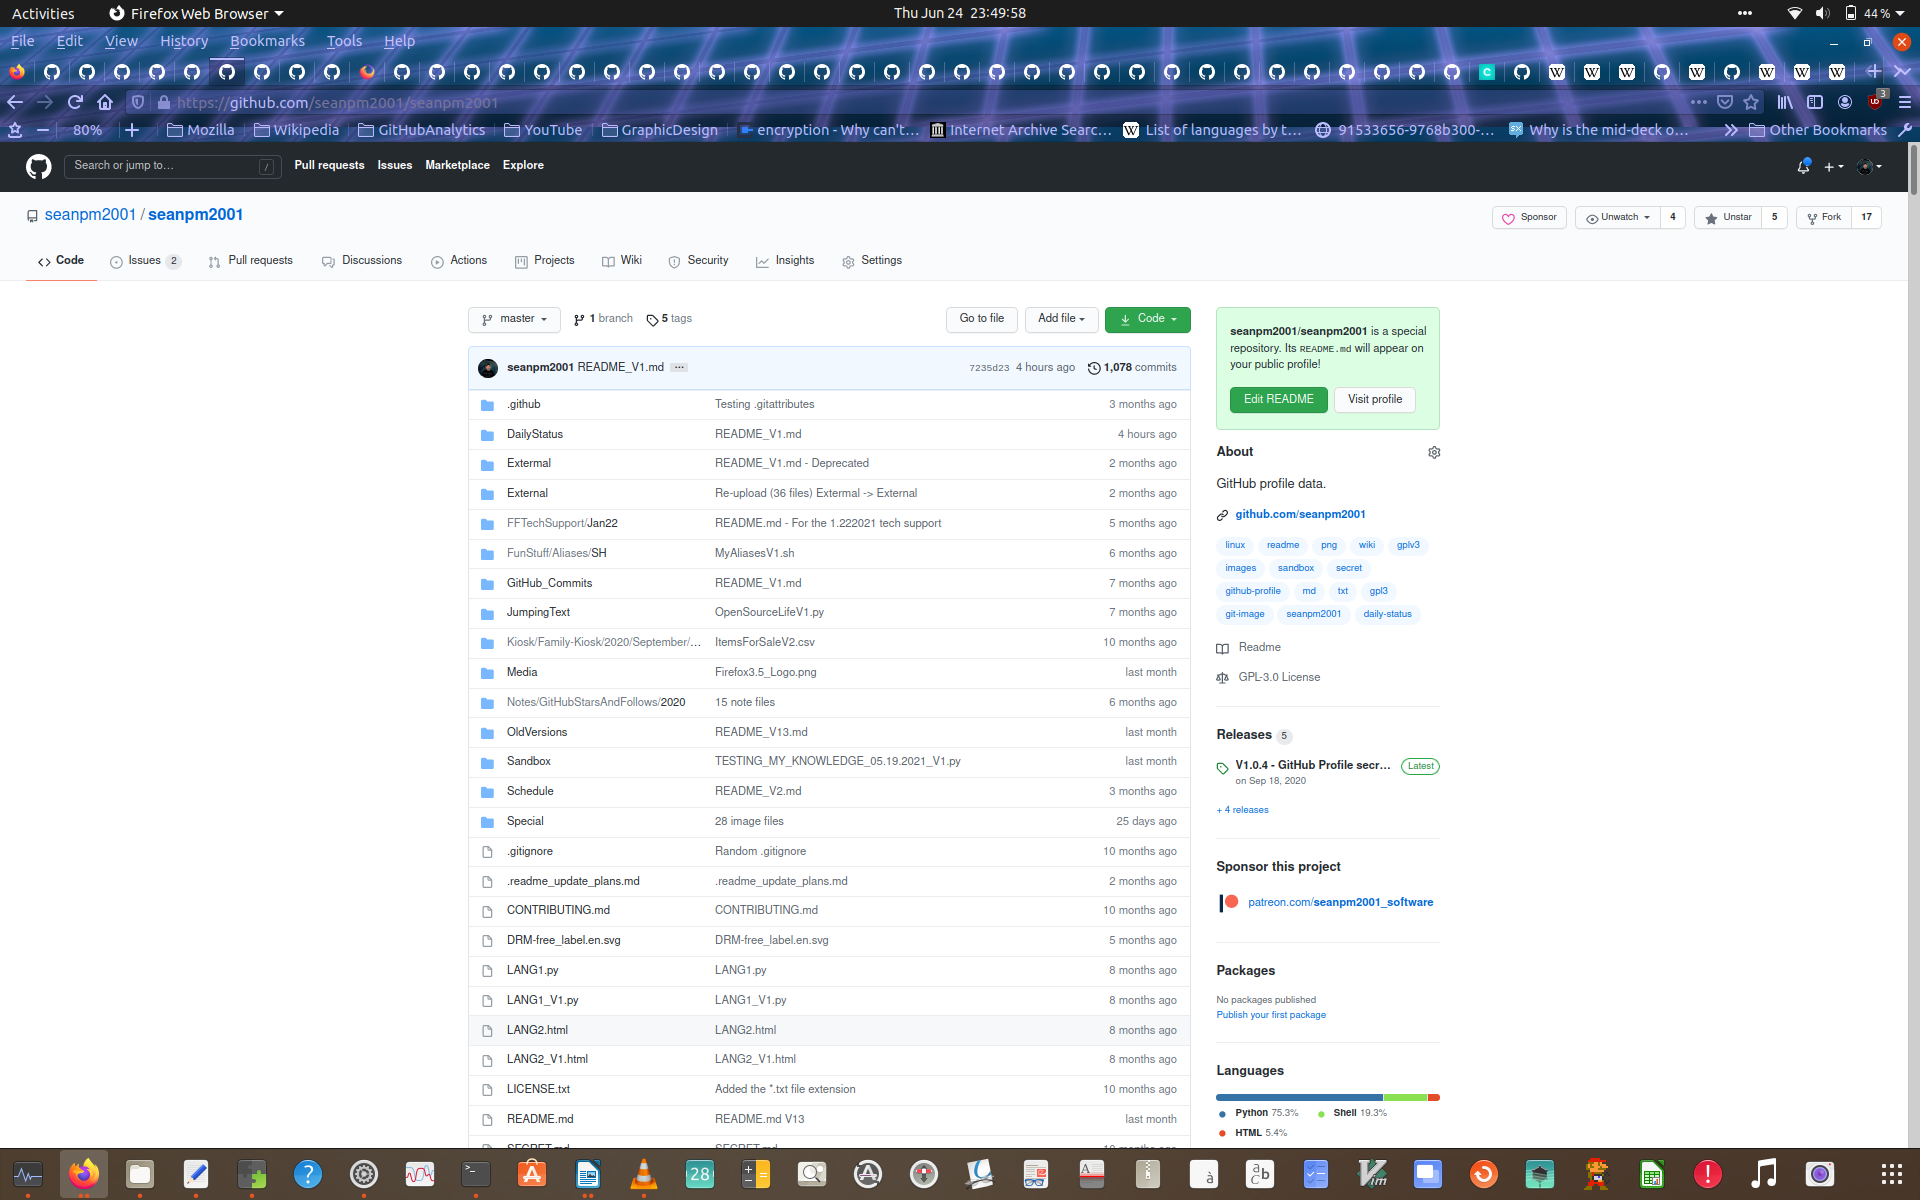 Activities Firefox Web Browser Thu Jun 24 23:49:58 44 %
File Edit View History Bookmarks Tools Help
https://github.com/seanpm2001/seanpm2001 3
80% Mozilla Wikipedia GitHubAnalytics YouTube GraphicDesign encryption - Why can't… Internet Archive Searc… List of languages by t… 91533656-9768b300-… Why is the mid-deck o… Other Bookmarks
Search or jump to… / Pull requests Issues Marketplace Explore
seanpm2001 / seanpm2001 Sponsor Unwatch 4 Unstar 5 Fork 17
Code Issues 2 Pull requests Discussions Actions Projects Wiki Security Insights Settings
master 1 branch 5 tags Go to file Add file Code
seanpm2001 README_V1.md ... 7235d23 4 hours ago 1,078 commits
.github Testing .gitattributes 3 months ago
DailyStatus README_V1.md 4 hours ago
Extermal README_V1.md - Deprecated 2 months ago
External Re-upload (36 files) Extermal -> External 2 months ago
FFTechSupport/Jan22 README.md - For the 1.222021 tech support 5 months ago
FunStuff/Aliases/SH MyAliasesV1.sh 6 months ago
GitHub_Commits README_V1.md 7 months ago
JumpingText OpenSourceLifeV1.py 7 months ago
Kiosk/Family-Kiosk/2020/September/… ItemsForSaleV2.csv 10 months ago
Media Firefox3.5_Logo.png last month
Notes/GitHubStarsAndFollows/2020 15 note files 6 months ago
OldVersions README_V13.md last month
Sandbox TESTING_MY_KNOWLEDGE_05.19.2021_V1.py last month
Schedule README_V2.md 3 months ago
Special 28 image files 25 days ago
.gitignore Random .gitignore 10 months ago
.readme_update_plans.md .readme_update_plans.md 2 months ago
CONTRIBUTING.md CONTRIBUTING.md 10 months ago
DRM-free_label.en.svg DRM-free_label.en.svg 5 months ago
LANG1.py LANG1.py 8 months ago
LANG1_V1.py LANG1_V1.py 8 months ago
LANG2.html LANG2.html 8 months ago
LANG2_V1.html LANG2_V1.html 8 months ago
LICENSE.txt Added the *.txt file extension 10 months ago
README.md README.md V13 last month
SECRET.md SECRET.md 10 months ago
seanpm2001/seanpm2001 is a special
repository. Its README.md will appear on
your public profile!
Edit README Visit profile
About
GitHub profile data.
github.com/seanpm2001
linux readme png wiki gplv3
images sandbox secret
github-profile md txt gpl3
git-image seanpm2001 daily-status
Readme
GPL-3.0 License
Releases 5
V1.0.4 - GitHub Profile secr… Latest
on Sep 18, 2020
+ 4 releases
Sponsor this project
patreon.com/seanpm2001_software
Packages
No packages published
Publish your first package
Languages
Python 75.3% Shell 19.3%
HTML 5.4%
28